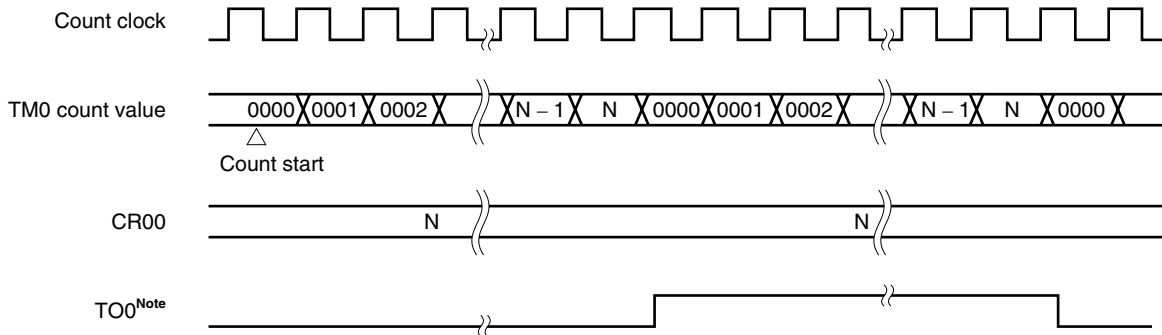 Count clock
TM0 count value 0000 0001 0002 N – 1 N 0000 0001 0002 N – 1 N 0000
Count start
CR00 N N
TO0Note